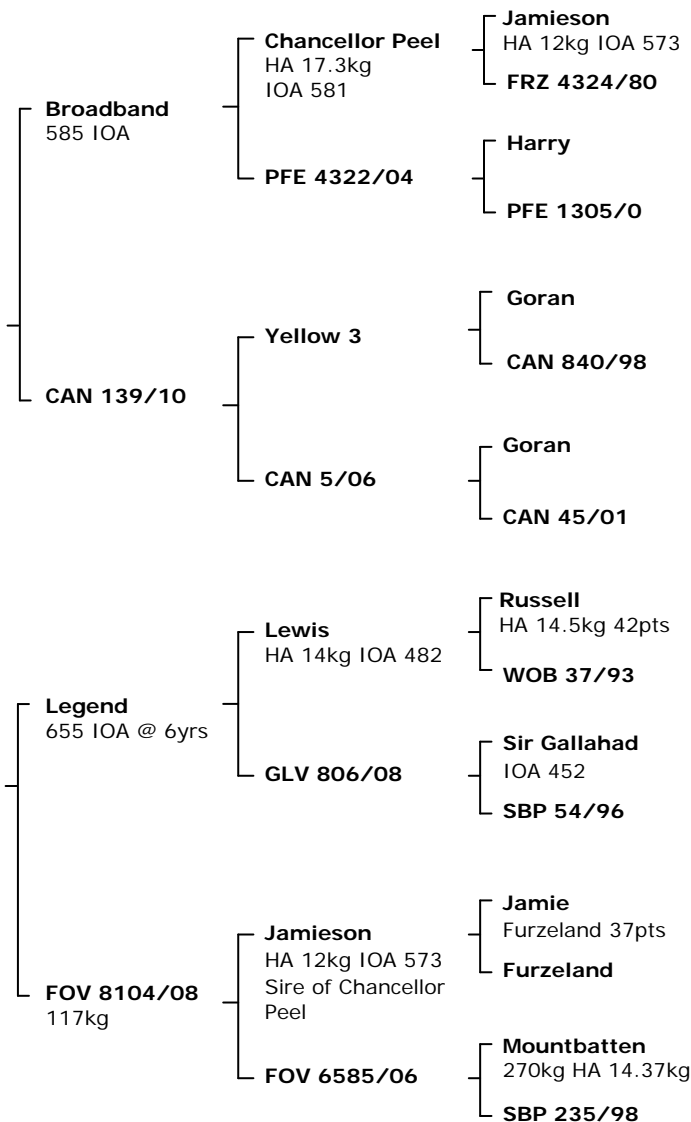 Broadband
585 IOA
CAN 139/10
Chancellor Peel
HA 17.3kg
IOA 581
PFE 4322/04
Yellow 3
CAN 5/06
Jamieson
HA 12kg IOA 573
FRZ 4324/80
Harry
PFE 1305/0
Goran
CAN 840/98
Goran
CAN 45/01
Legend
655 IOA @ 6yrs
FOV 8104/08
117kg
Lewis
HA 14kg IOA 482
GLV 806/08
Jamieson
HA 12kg IOA 573
Sire of Chancellor
Peel
FOV 6585/06
Russell
HA 14.5kg 42pts
WOB 37/93
Sir Gallahad
IOA 452
SBP 54/96
Jamie
Furzeland 37pts
Furzeland
Mountbatten
270kg HA 14.37kg
SBP 235/98